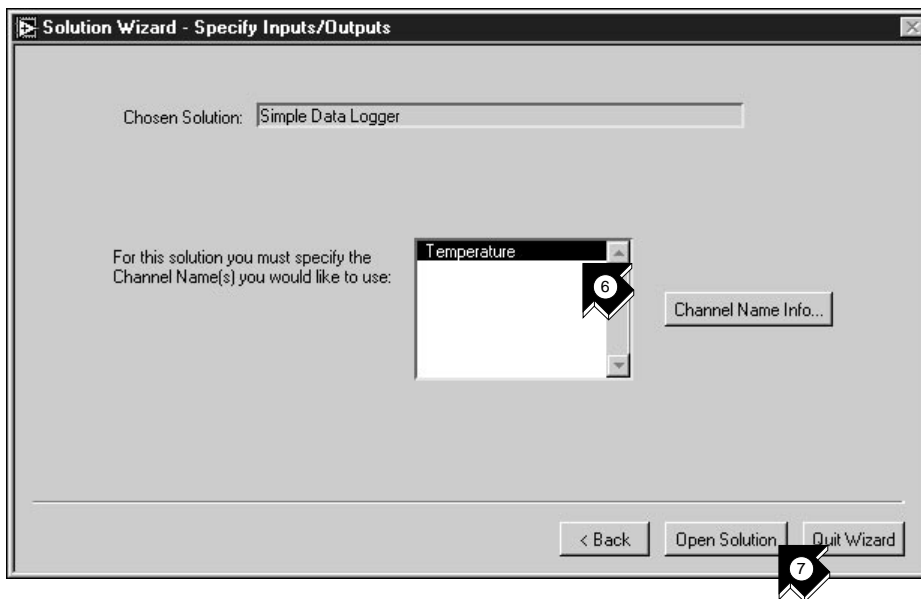 Solution Wizard - Specify Inputs/Outputs
Chosen Solution: Simple Data Logger
For this solution you must specify the
Channel Name(s) you would like to use:
Temperature
6
Channel Name Info...
< Back
Open Solution
Quit Wizard
7